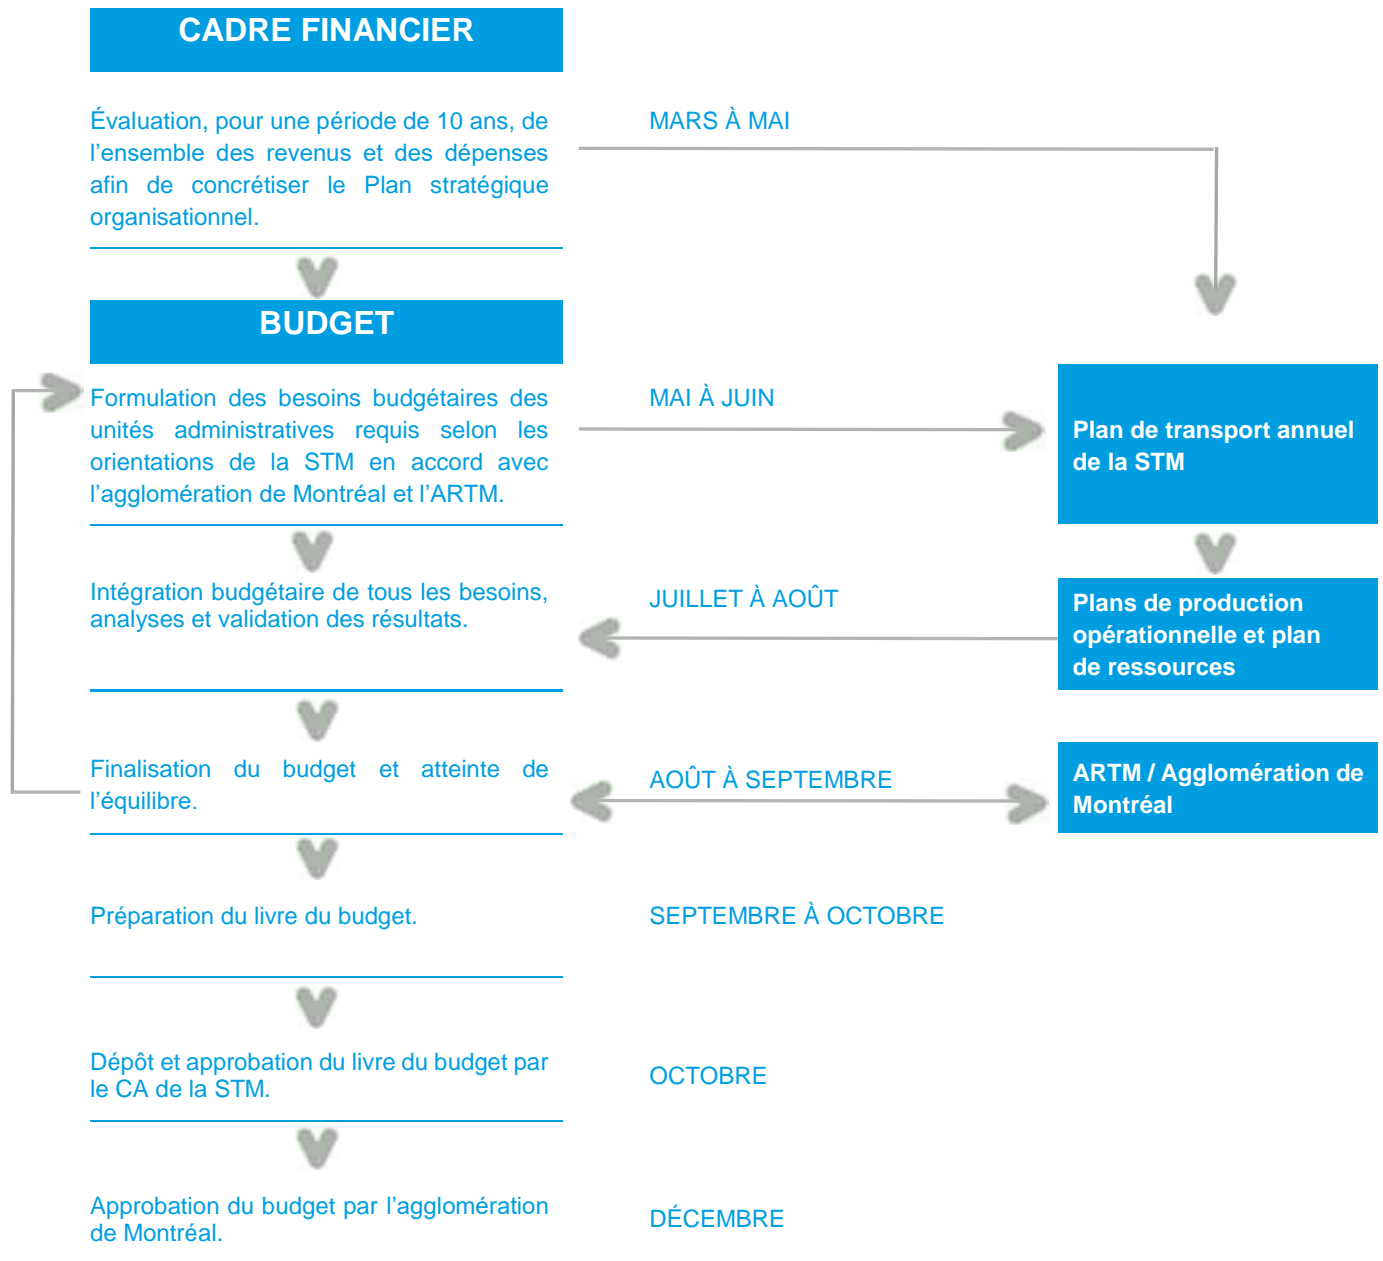 CADRE FINANCIER
Évaluation, pour une période de 10 ans, de
l’ensemble des revenus et des dépenses
afin de concrétiser le Plan stratégique
organisationnel.
MARS À MAI
BUDGET
Formulation des besoins budgétaires des
unités administratives requis selon les
orientations de la STM en accord avec
l’agglomération de Montréal et l’ARTM.
MAI À JUIN
Plan de transport annuel
de la STM
Intégration budgétaire de tous les besoins,
analyses et validation des résultats.
JUILLET À AOÛT
Plans de production
opérationnelle et plan
de ressources
Finalisation du budget et atteinte de
l’équilibre.
AOÛT À SEPTEMBRE
ARTM / Agglomération de
Montréal
Préparation du livre du budget.
SEPTEMBRE À OCTOBRE
Dépôt et approbation du livre du budget par
le CA de la STM.
OCTOBRE
Approbation du budget par l’agglomération
de Montréal.
DÉCEMBRE